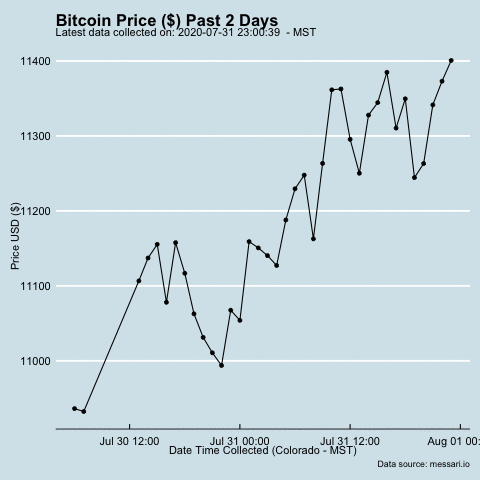 Bitcoin Price ($) Past 2 Days
Latest data collected on: 2020-07-31 23:00:39 - MST
11400
11300
11200
11100
11000
Price USD ($)
Jul 30 12:00 Jul 31 00:00 Jul 31 12:00 Aug 01 00:
Date Time Collected (Colorado - MST)
Data source: messari.io